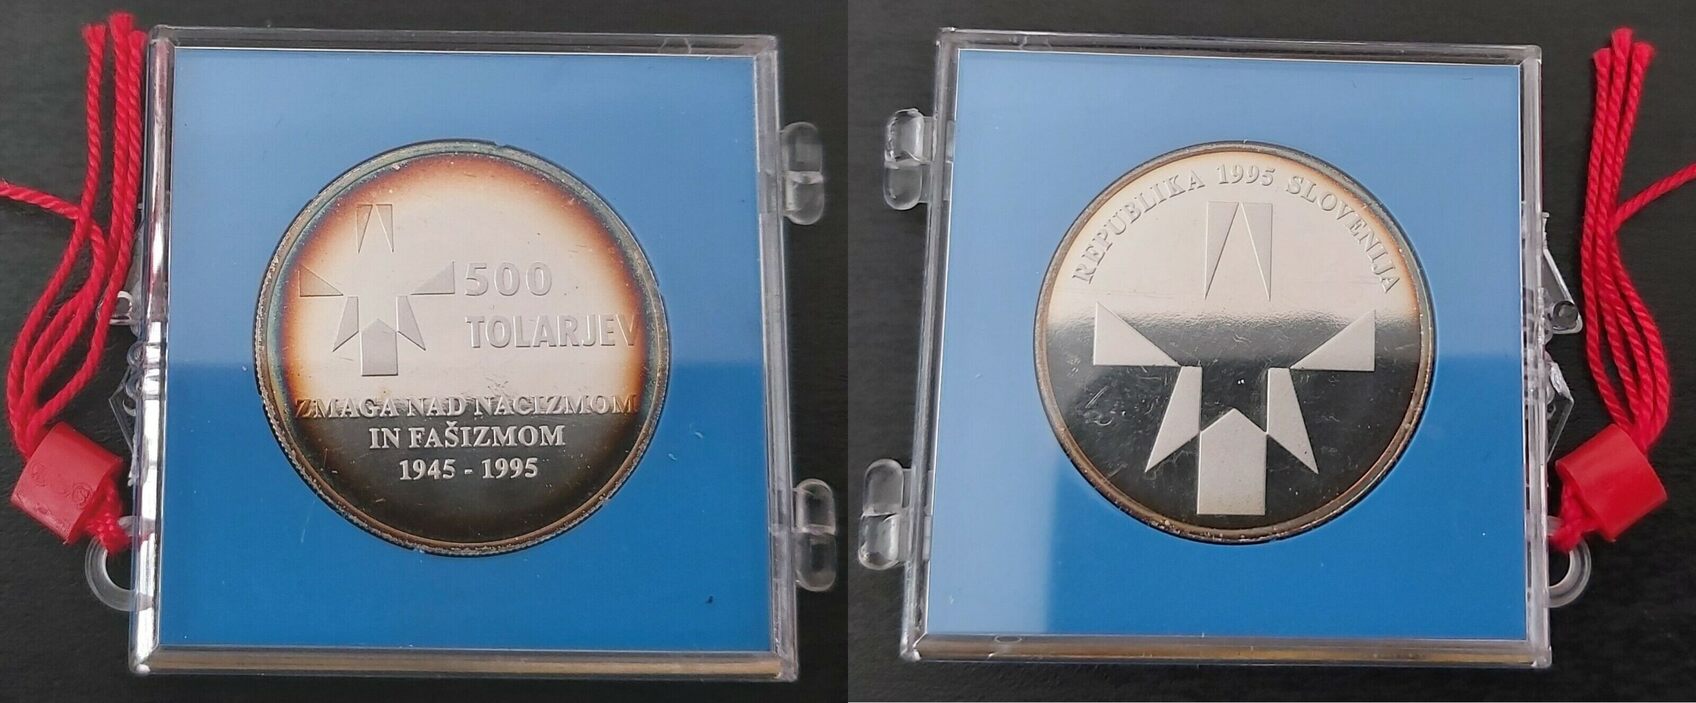 500
TOLARJEV
ZMAGA NAD NACIZMOM
IN FAŠIZMOM
1945 - 1995
REPUBLIKA 1995 SLOVENIJA